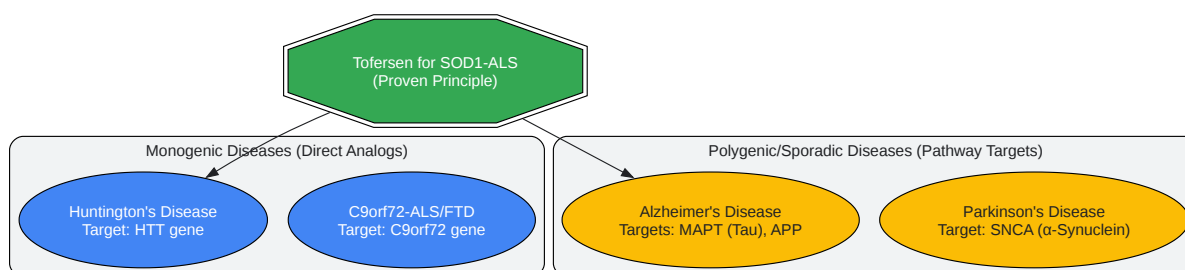 Tofersen for SOD1-ALS
(Proven Principle)
Monogenic Diseases (Direct Analogs)
Polygenic/Sporadic Diseases (Pathway Targets)
Huntington's Disease
Target: HTT gene
C9orf72-ALS/FTD
Target: C9orf72 gene
Alzheimer's Disease
Targets: MAPT (Tau), APP
Parkinson's Disease
Target: SNCA (α-Synuclein)